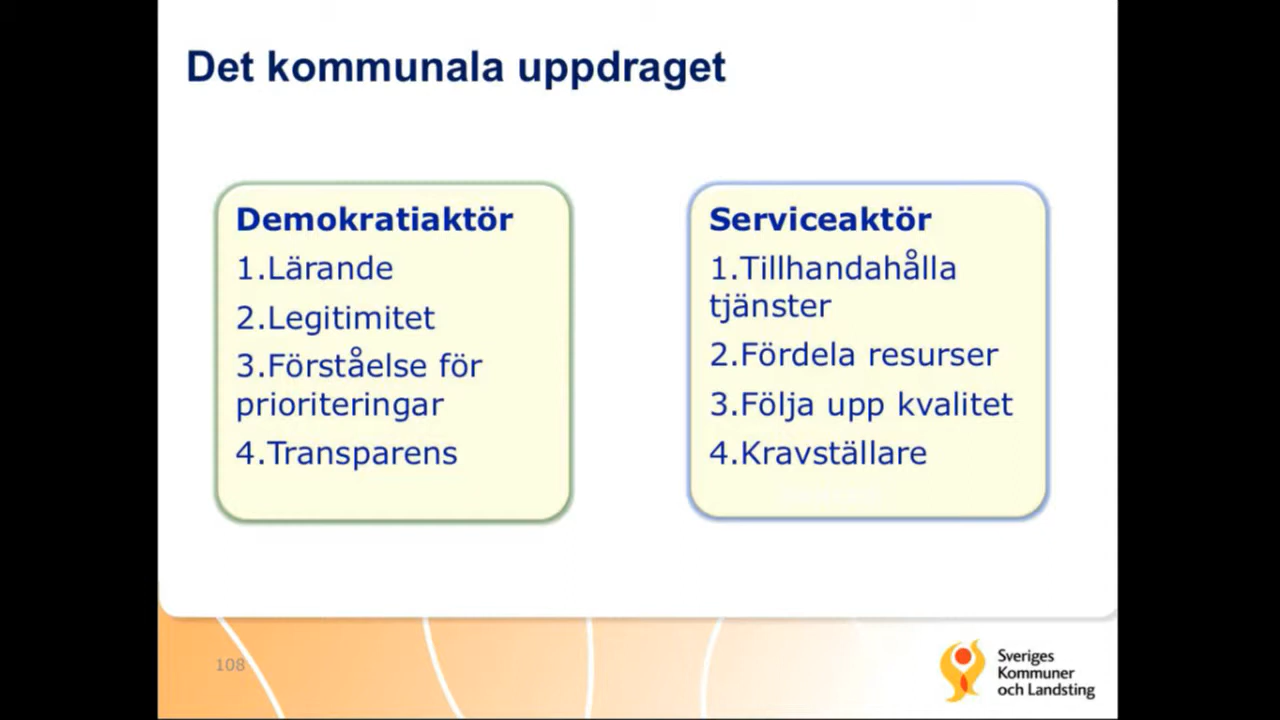 Det kommunala uppdraget
Demokratiaktör
1.Lärande
2.Legitimitet
3.Förståelse för
prioriteringar
4.Transparens
Serviceaktör
1.Tillhandahålla
tjänster
2.Fördela resurser
3.Följa upp kvalitet
4.Kravställare
108
Sveriges
Kommuner
och Landsting